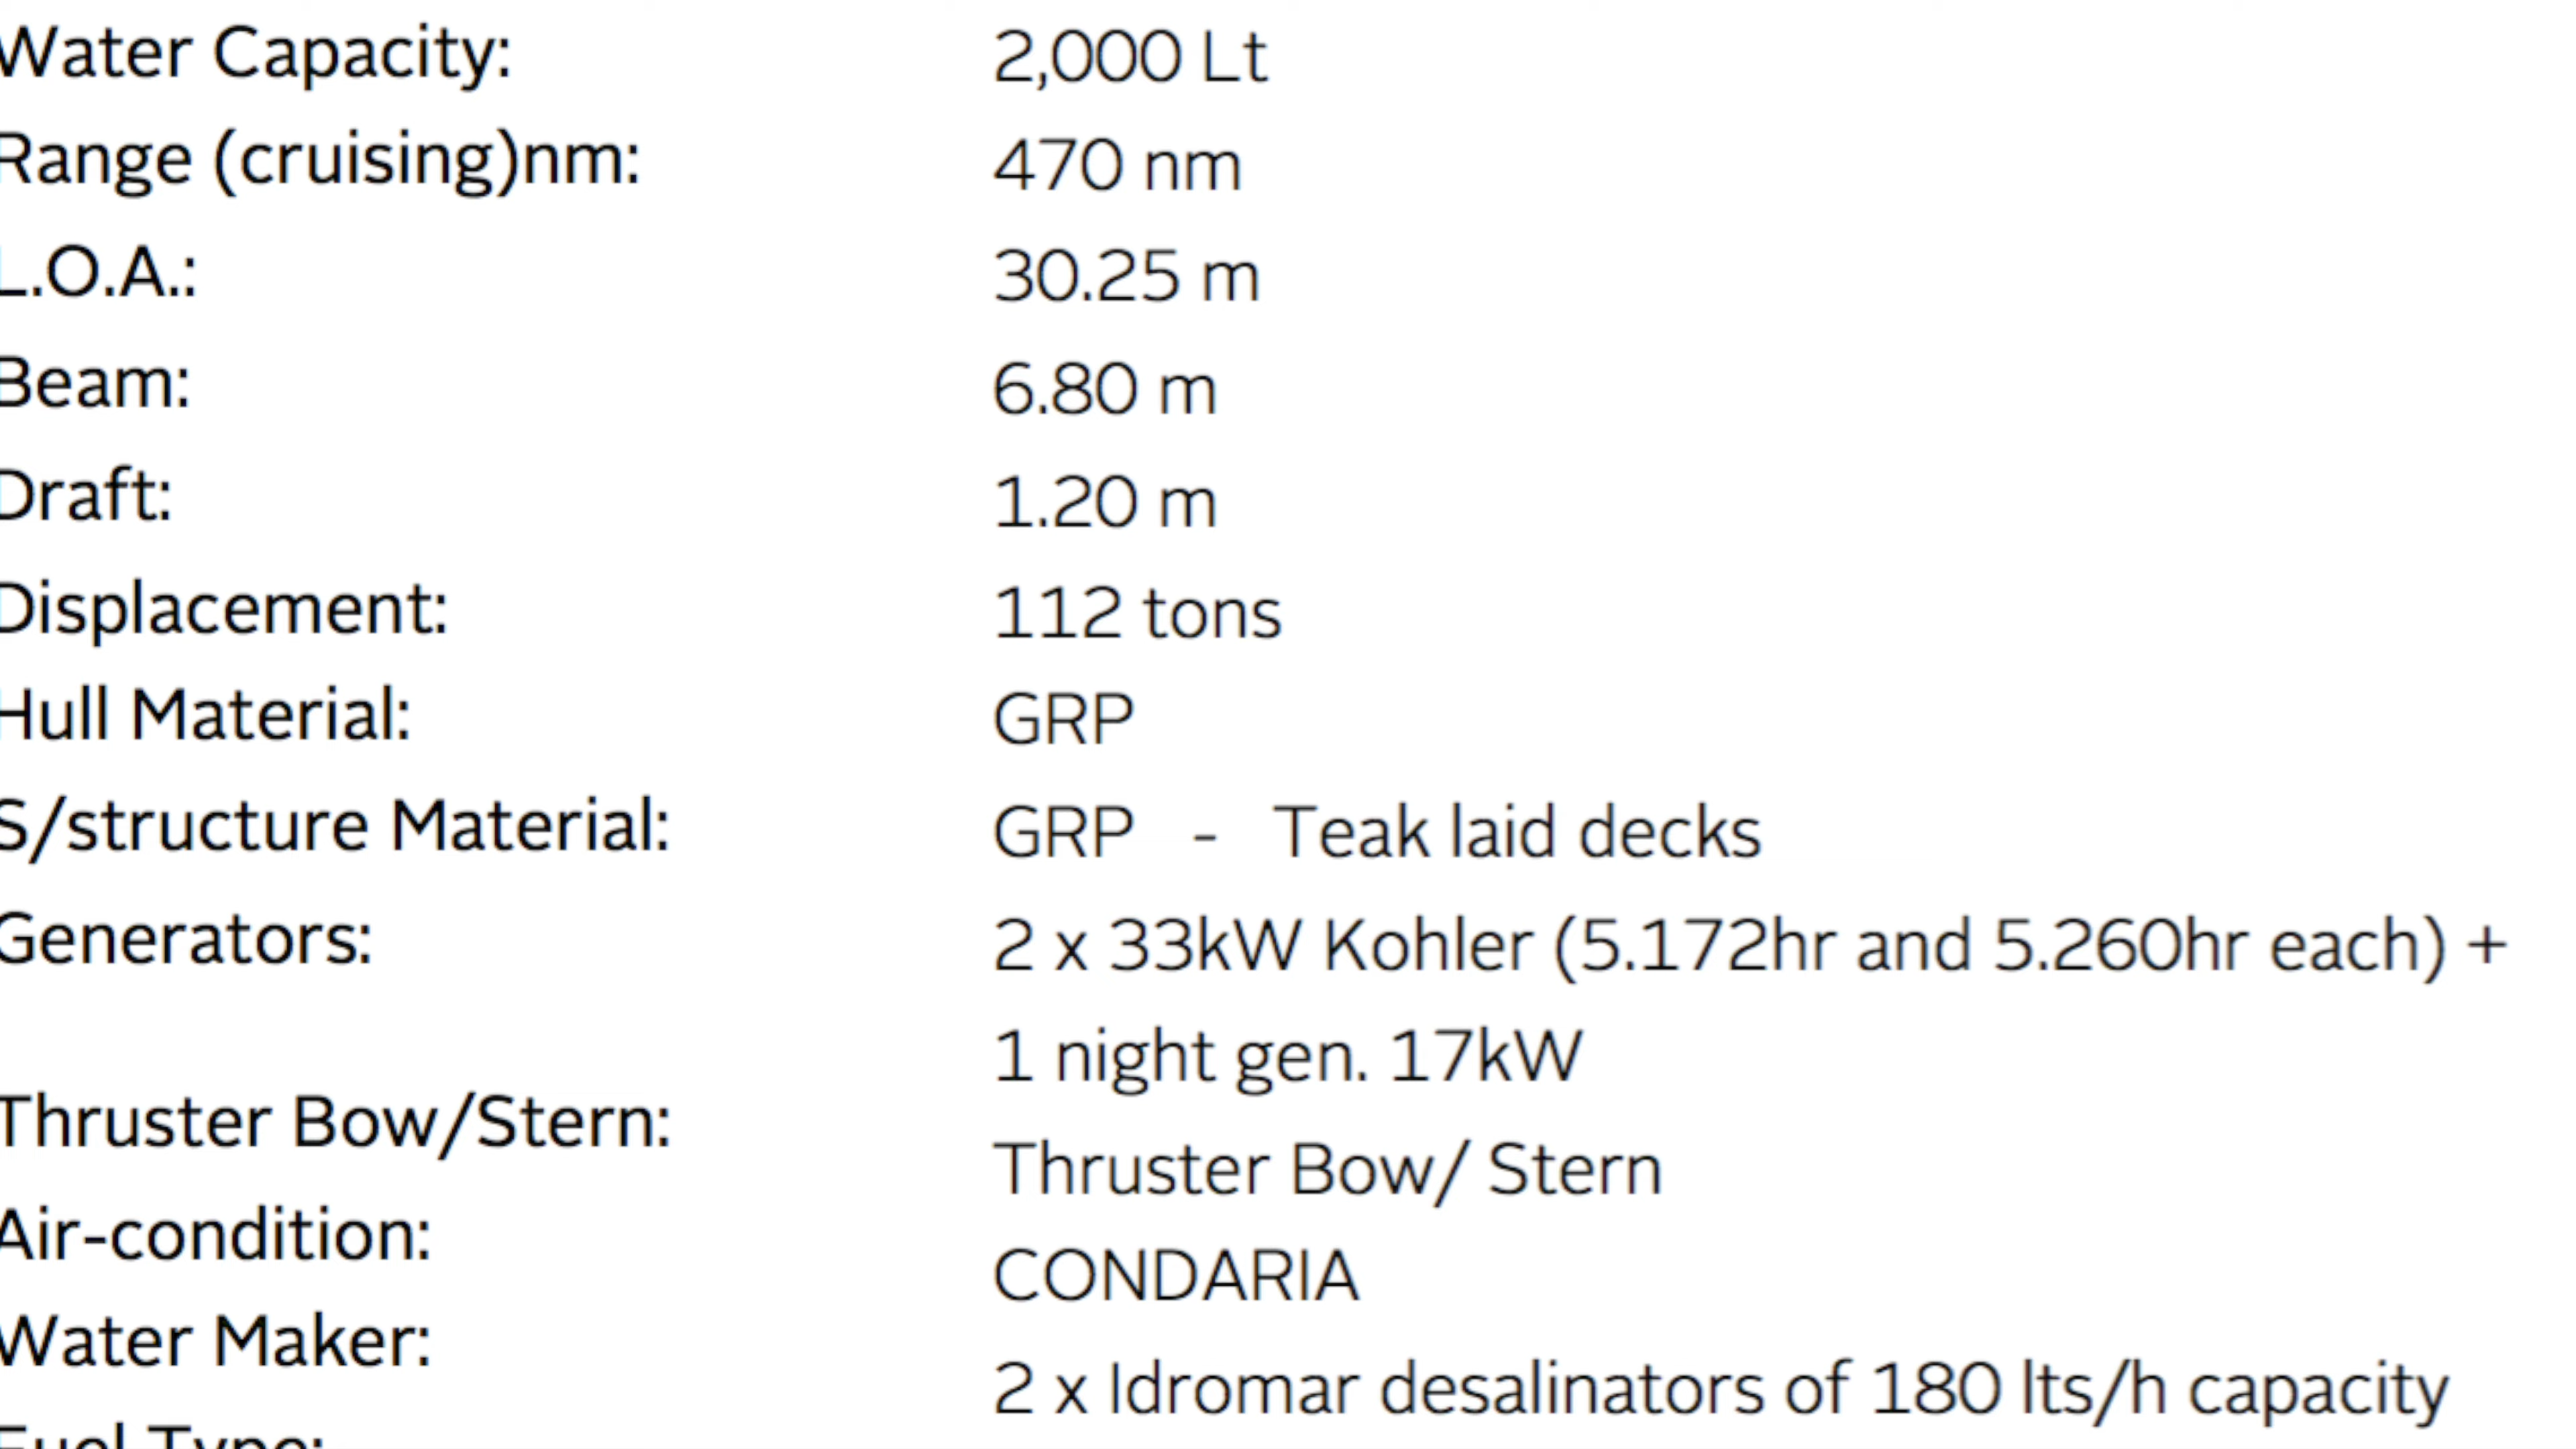 Water Capacity: 2,000 Lt
Range (cruising)nm: 470 nm
L.O.A.: 30.25 m
Beam: 6.80 m
Draft: 1.20 m
Displacement: 112 tons
Hull Material: GRP
S/structure Material: GRP - Teak laid decks
Generators: 2 x 33kW Kohler (5.172hr and 5.260hr each) +
1 night gen. 17kW
Thruster Bow/Stern: Thruster Bow/ Stern
Air-condition: CONDARIA
Water Maker: 2 x Idromar desalinators of 180 lts/h capacity
Fuel Type: